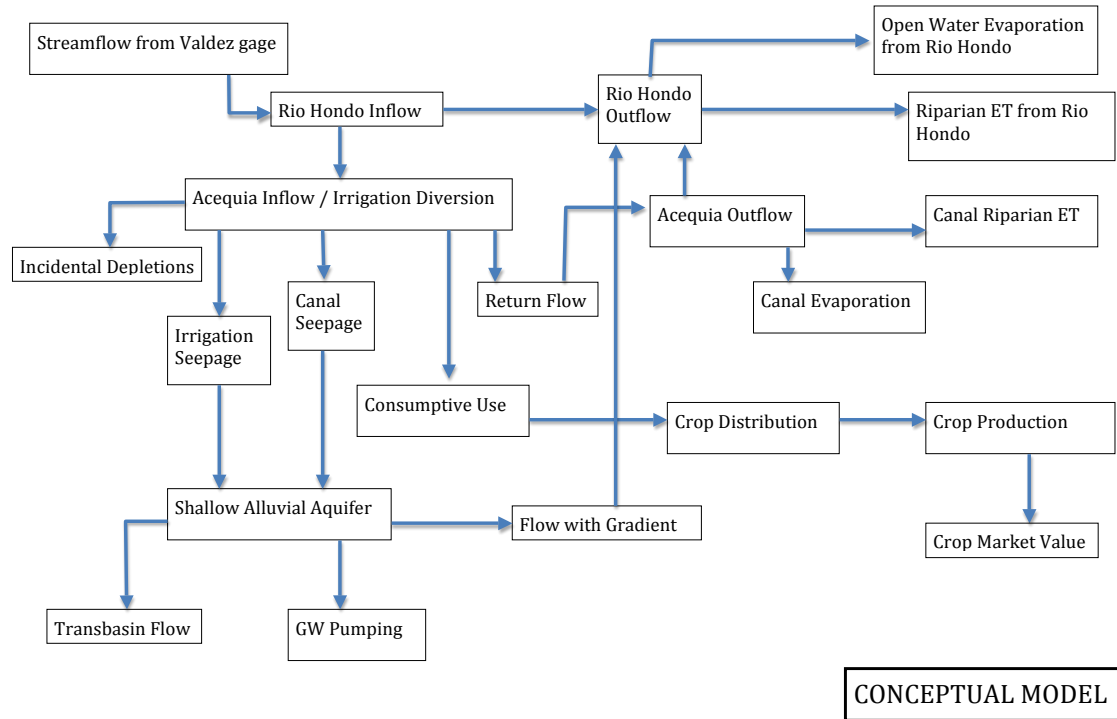 Streamflow from Valdez gage
Open Water Evaporation
from Rio Hondo
Rio Hondo Inflow
Rio Hondo
Outflow
Riparian ET from Rio
Hondo
Acequia Inflow / Irrigation Diversion
Acequia Outflow
Canal Riparian ET
Incidental Depletions
Canal
Seepage
Return Flow
Canal Evaporation
Irrigation
Seepage
Consumptive Use
Crop Distribution
Crop Production
Shallow Alluvial Aquifer
Flow with Gradient
Crop Market Value
Transbasin Flow
GW Pumping
CONCEPTUAL MODEL